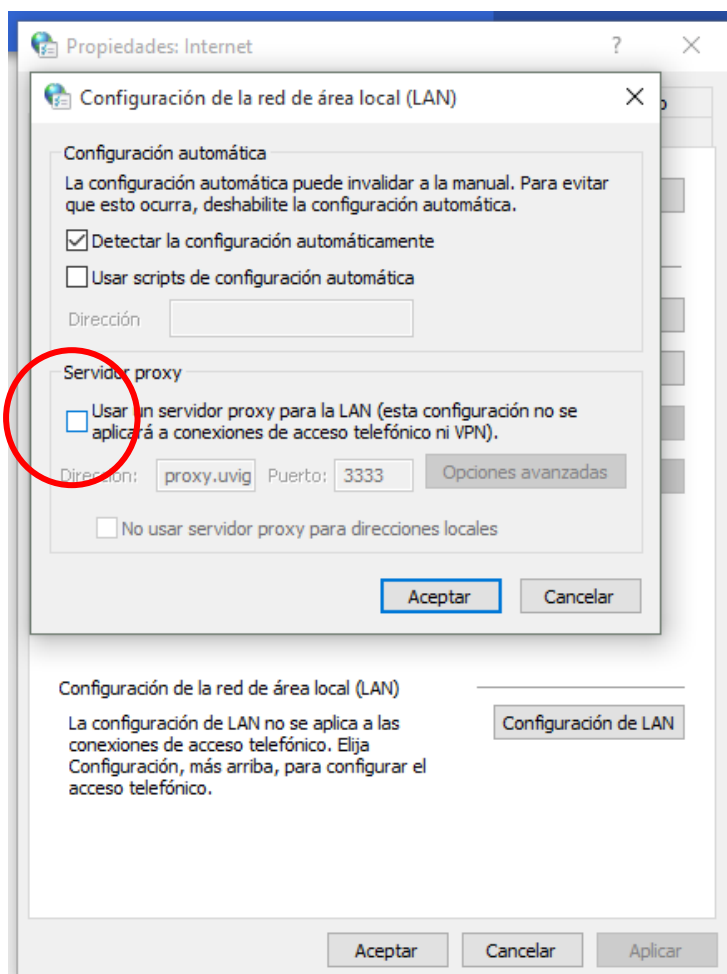 Propiedades: Internet
?
Configuración de la red de área local (LAN)
Configuración automática
La configuración automática puede invalidar a la manual. Para evitar
que esto ocurra, deshabilite la configuración automática.
Detectar la configuración automáticamente
Usar scripts de configuración automática
Dirección
Servidor proxy
Usar un servidor proxy para la LAN (esta configuración no se
aplicará a conexiones de acceso telefónico ni VPN).
Dirección: proxy.uvig Puerto: 3333 Opciones avanzadas
No usar servidor proxy para direcciones locales
Aceptar Cancelar
Configuración de la red de área local (LAN)
La configuración de LAN no se aplica a las
conexiones de acceso telefónico. Elija
Configuración, más arriba, para configurar el
acceso telefónico.
Configuración de LAN
Aceptar Cancelar Aplicar